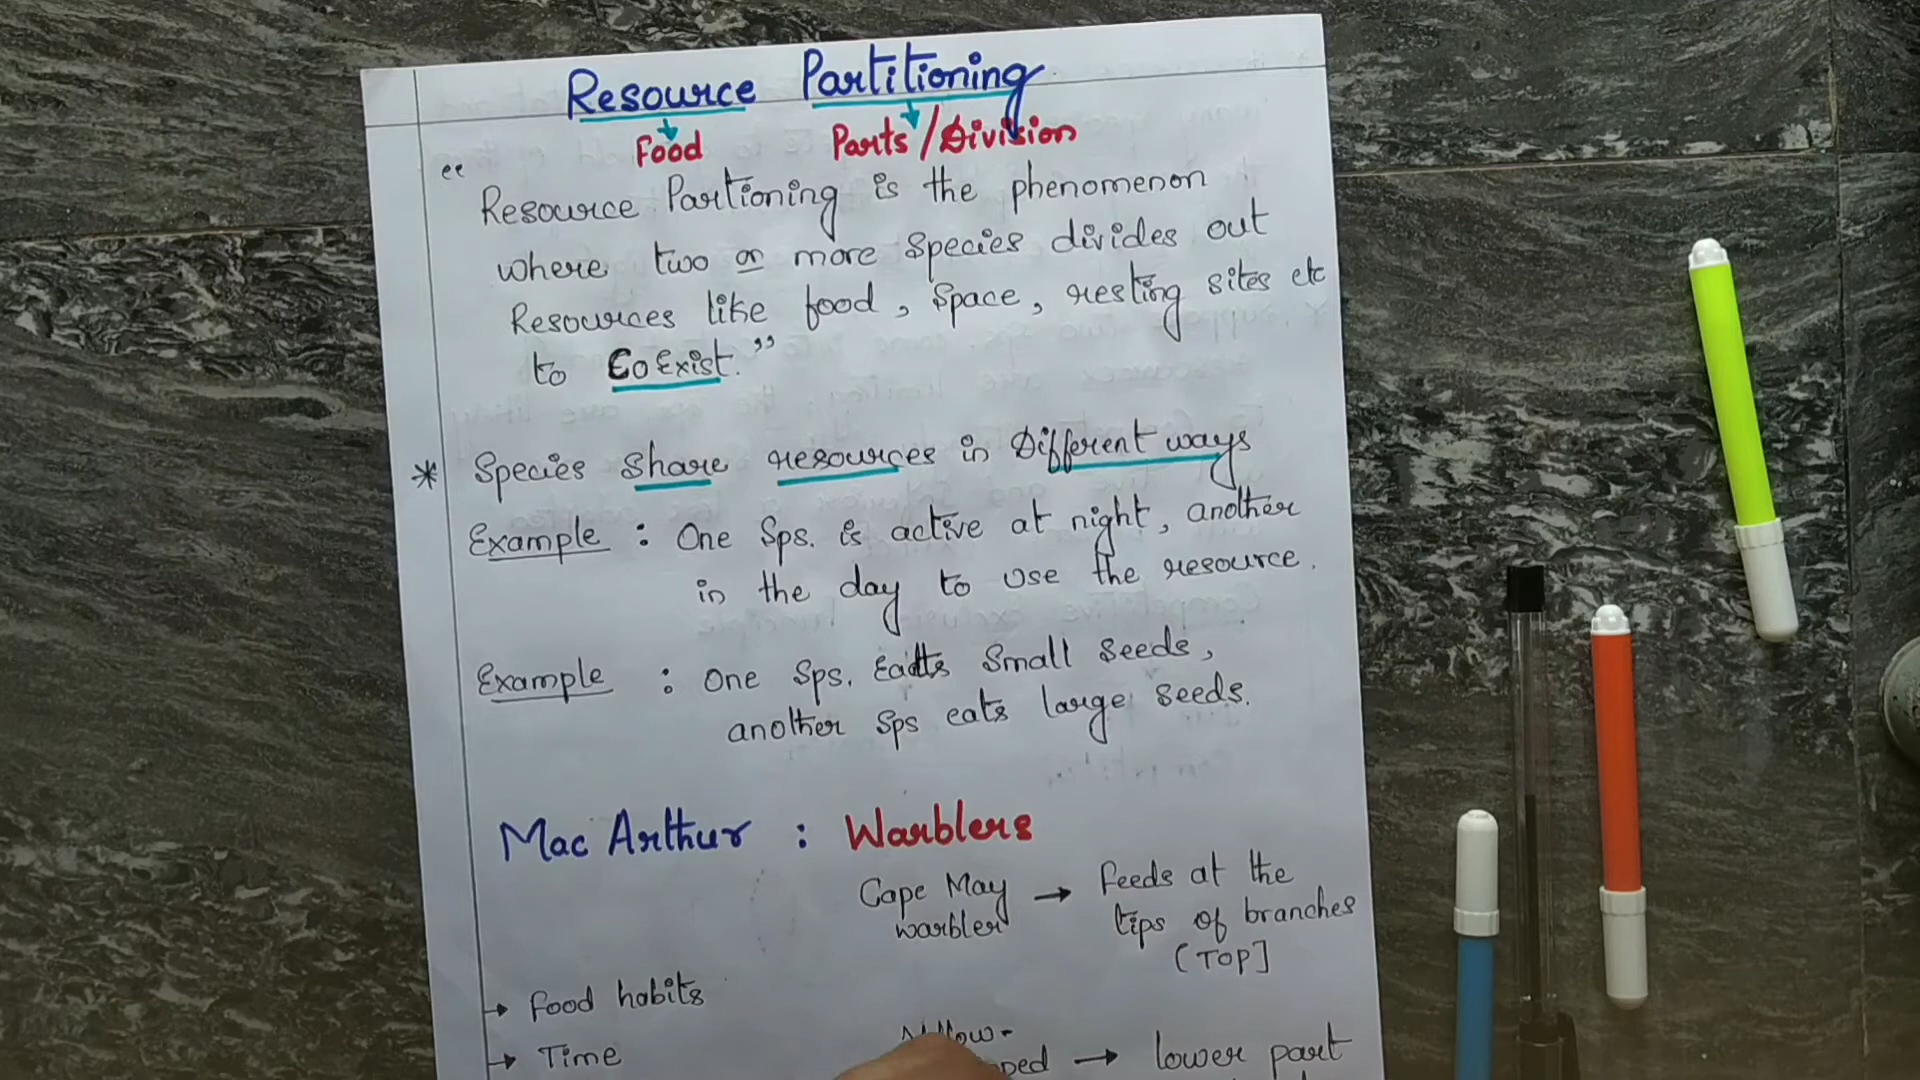 Resource Partitioning
Food Parts/Division
"Resource Partioning is the phenomenon
where two or more species divides out
Resources like food, space, resting sites etc
to CoExist."
* Species share resources in Different ways
Example : One Sps. is active at night, another
in the day to use the resource.
Example : One Sps. Eats small seeds,
another sps eats large seeds.
Mac Arthur : Warblers
Cape May warbler → feeds at the
tips of branches
(TOP]
→ food habits
→ Time
lower part